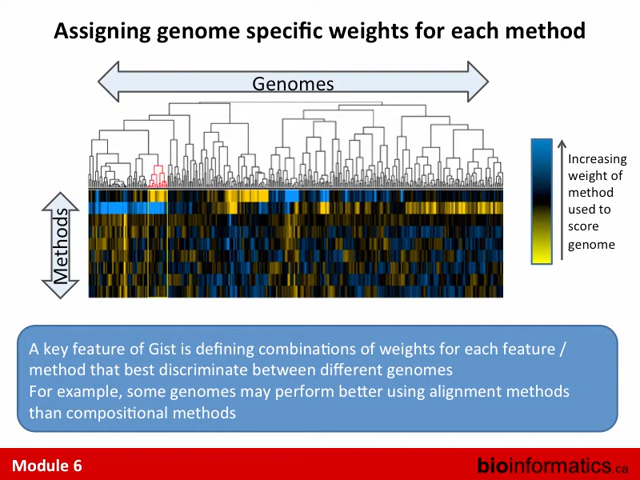 Assigning genome specific weights for each method
Genomes
Methods
Increasing
weight of
method
used to
score
genome
A key feature of Gist is defining combinations of weights for each feature /
method that best discriminate between different genomes
For example, some genomes may perform better using alignment methods
than compositional methods
Module 6
bioinformatics.ca